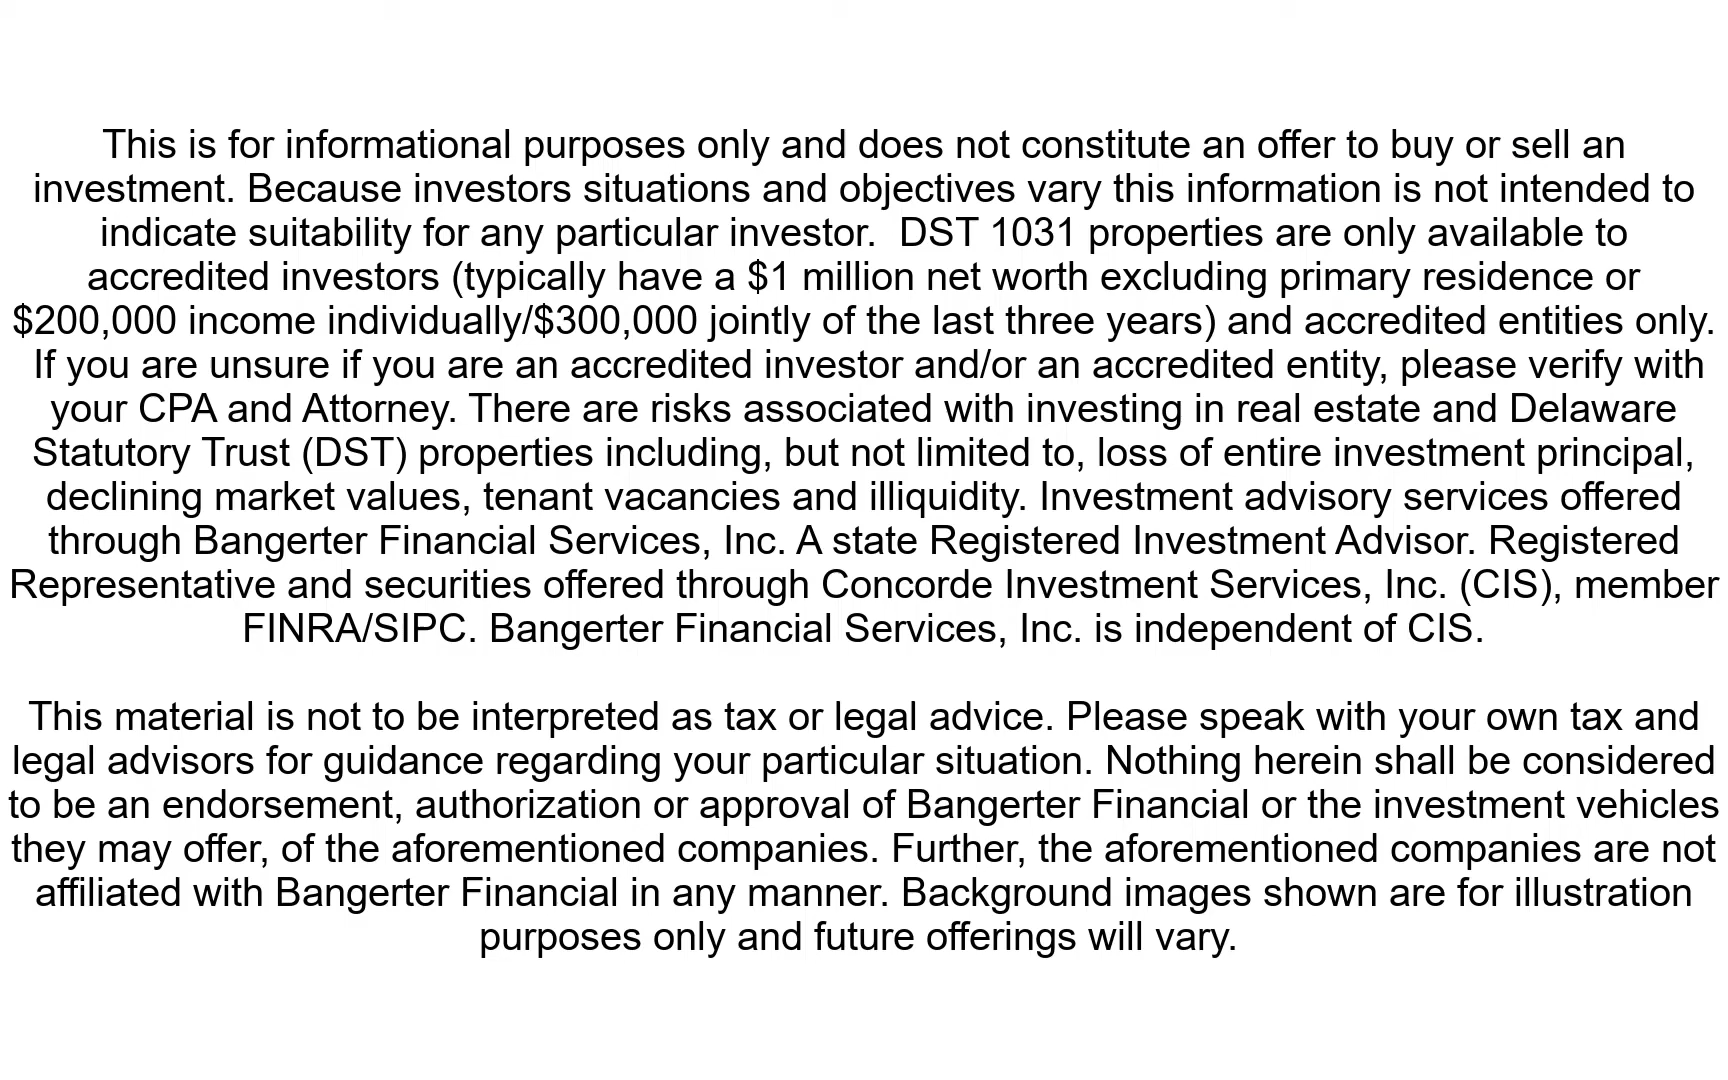 This is for informational purposes only and does not constitute an offer to buy or sell an
investment. Because investors situations and objectives vary this information is not intended to
indicate suitability for any particular investor.  DST 1031 properties are only available to
accredited investors (typically have a $1 million net worth excluding primary residence or
$200,000 income individually/$300,000 jointly of the last three years) and accredited entities only.
If you are unsure if you are an accredited investor and/or an accredited entity, please verify with
your CPA and Attorney. There are risks associated with investing in real estate and Delaware
Statutory Trust (DST) properties including, but not limited to, loss of entire investment principal,
declining market values, tenant vacancies and illiquidity. Investment advisory services offered
through Bangerter Financial Services, Inc. A state Registered Investment Advisor. Registered
Representative and securities offered through Concorde Investment Services, Inc. (CIS), member
FINRA/SIPC. Bangerter Financial Services, Inc. is independent of CIS.
This material is not to be interpreted as tax or legal advice. Please speak with your own tax and
legal advisors for guidance regarding your particular situation. Nothing herein shall be considered
to be an endorsement, authorization or approval of Bangerter Financial or the investment vehicles
they may offer, of the aforementioned companies. Further, the aforementioned companies are not
affiliated with Bangerter Financial in any manner. Background images shown are for illustration
purposes only and future offerings will vary.